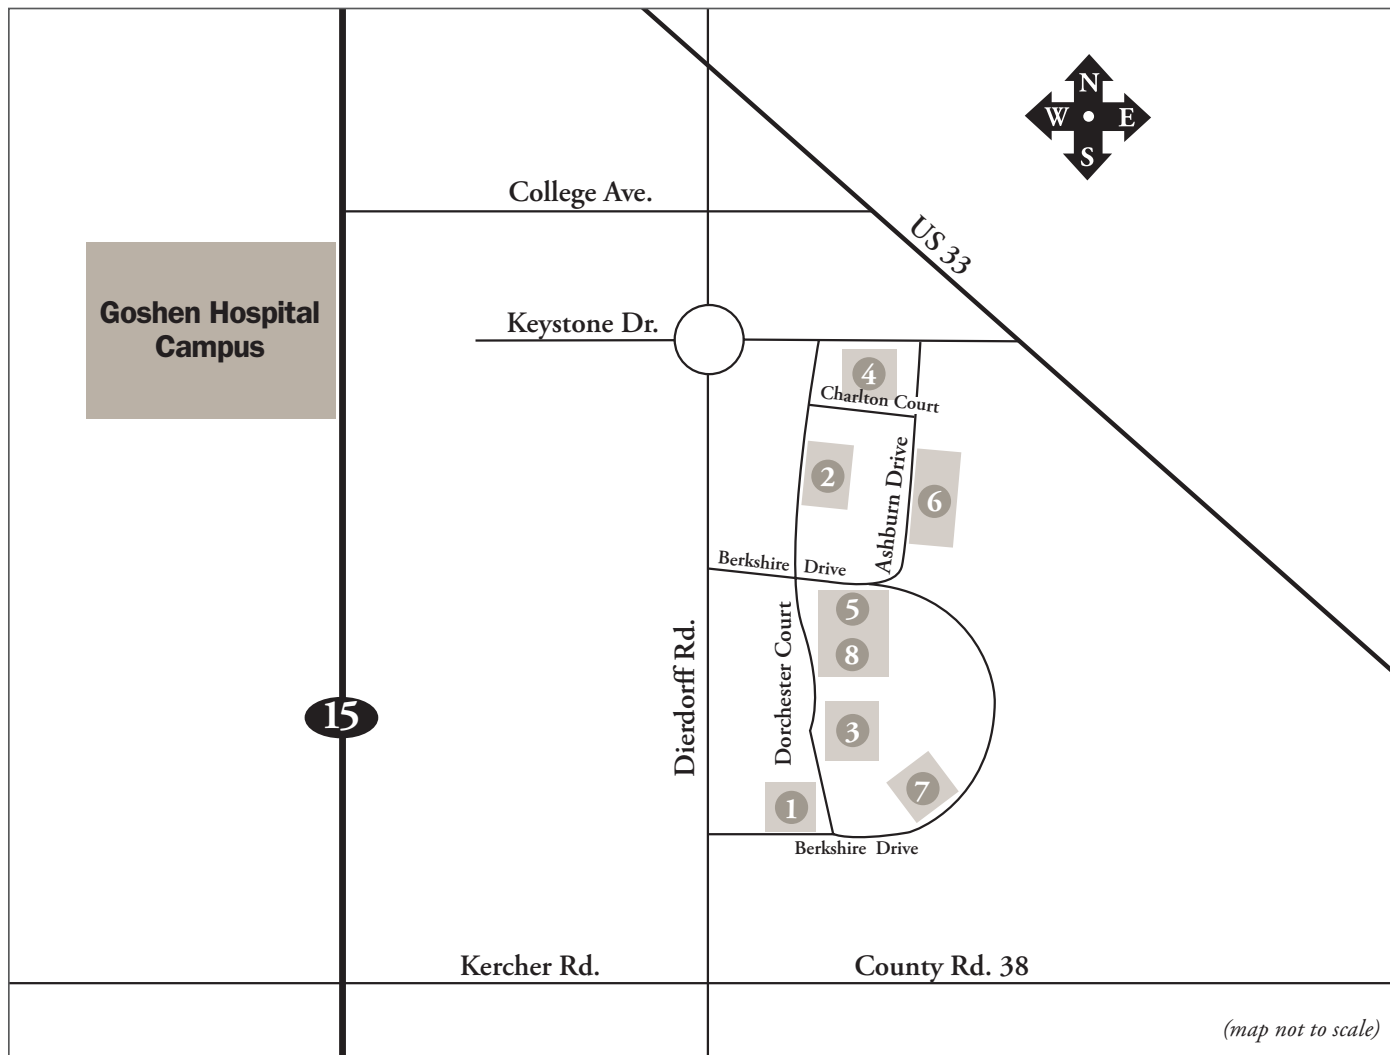 N
W E
S
College Ave.
US 33
Goshen Hospital
Campus
Keystone Dr.
4
Charlton Court
2
Ashburn Drive
6
Berkshire Drive
5
8
Dorchester Court
Dierdorff Rd.
15
3
7
1
Berkshire Drive
Kercher Rd.
County Rd. 38
(map not to scale)